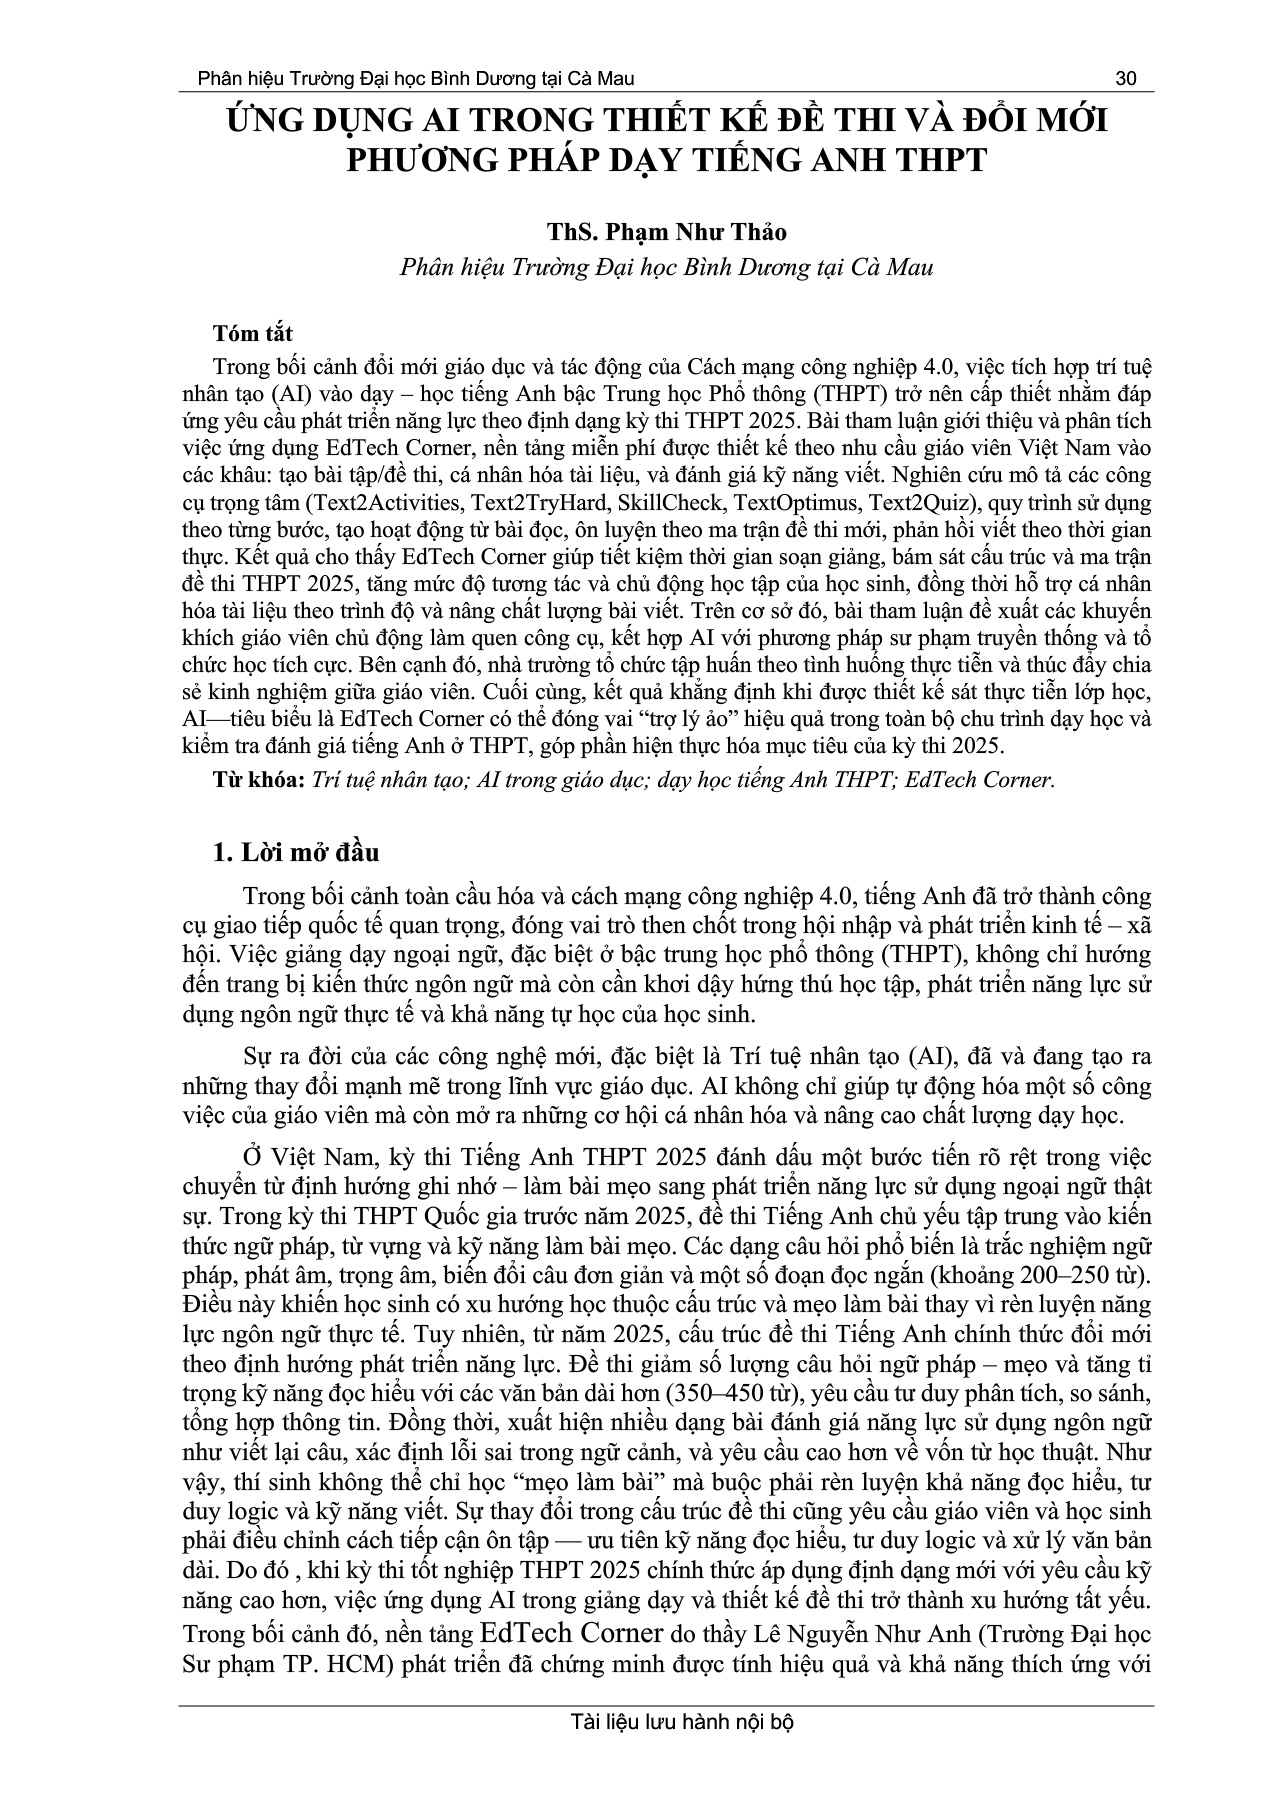 Phân hiệu Trường Đại học Bình Dương tại Cà Mau 30
ỨNG DỤNG AI TRONG THIẾT KẾ ĐỀ THI VÀ ĐỔI MỚI
PHƯƠNG PHÁP DẠY TIẾNG ANH THPT
ThS. Phạm Như Thảo
Phân hiệu Trường Đại học Bình Dương tại Cà Mau
Tóm tắt
Trong bối cảnh đổi mới giáo dục và tác động của Cách mạng công nghiệp 4.0, việc tích hợp trí tuệ
nhân tạo (AI) vào dạy – học tiếng Anh bậc Trung học Phổ thông (THPT) trở nên cấp thiết nhằm đáp
ứng yêu cầu phát triển năng lực theo định dạng kỳ thi THPT 2025. Bài tham luận giới thiệu và phân tích
việc ứng dụng EdTech Corner, nền tảng miễn phí được thiết kế theo nhu cầu giáo viên Việt Nam vào
các khâu: tạo bài tập/đề thi, cá nhân hóa tài liệu, và đánh giá kỹ năng viết. Nghiên cứu mô tả các công
cụ trọng tâm (Text2Activities, Text2TryHard, SkillCheck, TextOptimus, Text2Quiz), quy trình sử dụng
theo từng bước, tạo hoạt động từ bài đọc, ôn luyện theo ma trận đề thi mới, phản hồi viết theo thời gian
thực. Kết quả cho thấy EdTech Corner giúp tiết kiệm thời gian soạn giảng, bám sát cấu trúc và ma trận
đề thi THPT 2025, tăng mức độ tương tác và chủ động học tập của học sinh, đồng thời hỗ trợ cá nhân
hóa tài liệu theo trình độ và nâng chất lượng bài viết. Trên cơ sở đó, bài tham luận đề xuất các khuyến
khích giáo viên chủ động làm quen công cụ, kết hợp AI với phương pháp sư phạm truyền thống và tổ
chức học tích cực. Bên cạnh đó, nhà trường tổ chức tập huấn theo tình huống thực tiễn và thúc đẩy chia
sẻ kinh nghiệm giữa giáo viên. Cuối cùng, kết quả khẳng định khi được thiết kế sát thực tiễn lớp học,
AI—tiêu biểu là EdTech Corner có thể đóng vai “trợ lý ảo” hiệu quả trong toàn bộ chu trình dạy học và
kiểm tra đánh giá tiếng Anh ở THPT, góp phần hiện thực hóa mục tiêu của kỳ thi 2025.
Từ khóa: Trí tuệ nhân tạo; AI trong giáo dục; dạy học tiếng Anh THPT; EdTech Corner.
1. Lời mở đầu
Trong bối cảnh toàn cầu hóa và cách mạng công nghiệp 4.0, tiếng Anh đã trở thành công
cụ giao tiếp quốc tế quan trọng, đóng vai trò then chốt trong hội nhập và phát triển kinh tế – xã
hội. Việc giảng dạy ngoại ngữ, đặc biệt ở bậc trung học phổ thông (THPT), không chỉ hướng
đến trang bị kiến thức ngôn ngữ mà còn cần khơi dậy hứng thú học tập, phát triển năng lực sử
dụng ngôn ngữ thực tế và khả năng tự học của học sinh.
Sự ra đời của các công nghệ mới, đặc biệt là Trí tuệ nhân tạo (AI), đã và đang tạo ra
những thay đổi mạnh mẽ trong lĩnh vực giáo dục. AI không chỉ giúp tự động hóa một số công
việc của giáo viên mà còn mở ra những cơ hội cá nhân hóa và nâng cao chất lượng dạy học.
Ở Việt Nam, kỳ thi Tiếng Anh THPT 2025 đánh dấu một bước tiến rõ rệt trong việc
chuyển từ định hướng ghi nhớ – làm bài mẹo sang phát triển năng lực sử dụng ngoại ngữ thật
sự. Trong kỳ thi THPT Quốc gia trước năm 2025, đề thi Tiếng Anh chủ yếu tập trung vào kiến
thức ngữ pháp, từ vựng và kỹ năng làm bài mẹo. Các dạng câu hỏi phổ biến là trắc nghiệm ngữ
pháp, phát âm, trọng âm, biến đổi câu đơn giản và một số đoạn đọc ngắn (khoảng 200–250 từ).
Điều này khiến học sinh có xu hướng học thuộc cấu trúc và mẹo làm bài thay vì rèn luyện năng
lực ngôn ngữ thực tế. Tuy nhiên, từ năm 2025, cấu trúc đề thi Tiếng Anh chính thức đổi mới
theo định hướng phát triển năng lực. Đề thi giảm số lượng câu hỏi ngữ pháp – mẹo và tăng tỉ
trọng kỹ năng đọc hiểu với các văn bản dài hơn (350–450 từ), yêu cầu tư duy phân tích, so sánh,
tổng hợp thông tin. Đồng thời, xuất hiện nhiều dạng bài đánh giá năng lực sử dụng ngôn ngữ
như viết lại câu, xác định lỗi sai trong ngữ cảnh, và yêu cầu cao hơn về vốn từ học thuật. Như
vậy, thí sinh không thể chỉ học “mẹo làm bài” mà buộc phải rèn luyện khả năng đọc hiểu, tư
duy logic và kỹ năng viết. Sự thay đổi trong cấu trúc đề thi cũng yêu cầu giáo viên và học sinh
phải điều chỉnh cách tiếp cận ôn tập — ưu tiên kỹ năng đọc hiểu, tư duy logic và xử lý văn bản
dài. Do đó , khi kỳ thi tốt nghiệp THPT 2025 chính thức áp dụng định dạng mới với yêu cầu kỹ
năng cao hơn, việc ứng dụng AI trong giảng dạy và thiết kế đề thi trở thành xu hướng tất yếu.
Trong bối cảnh đó, nền tảng EdTech Corner do thầy Lê Nguyễn Như Anh (Trường Đại học
Sư phạm TP. HCM) phát triển đã chứng minh được tính hiệu quả và khả năng thích ứng với
Tài liệu lưu hành nội bộ